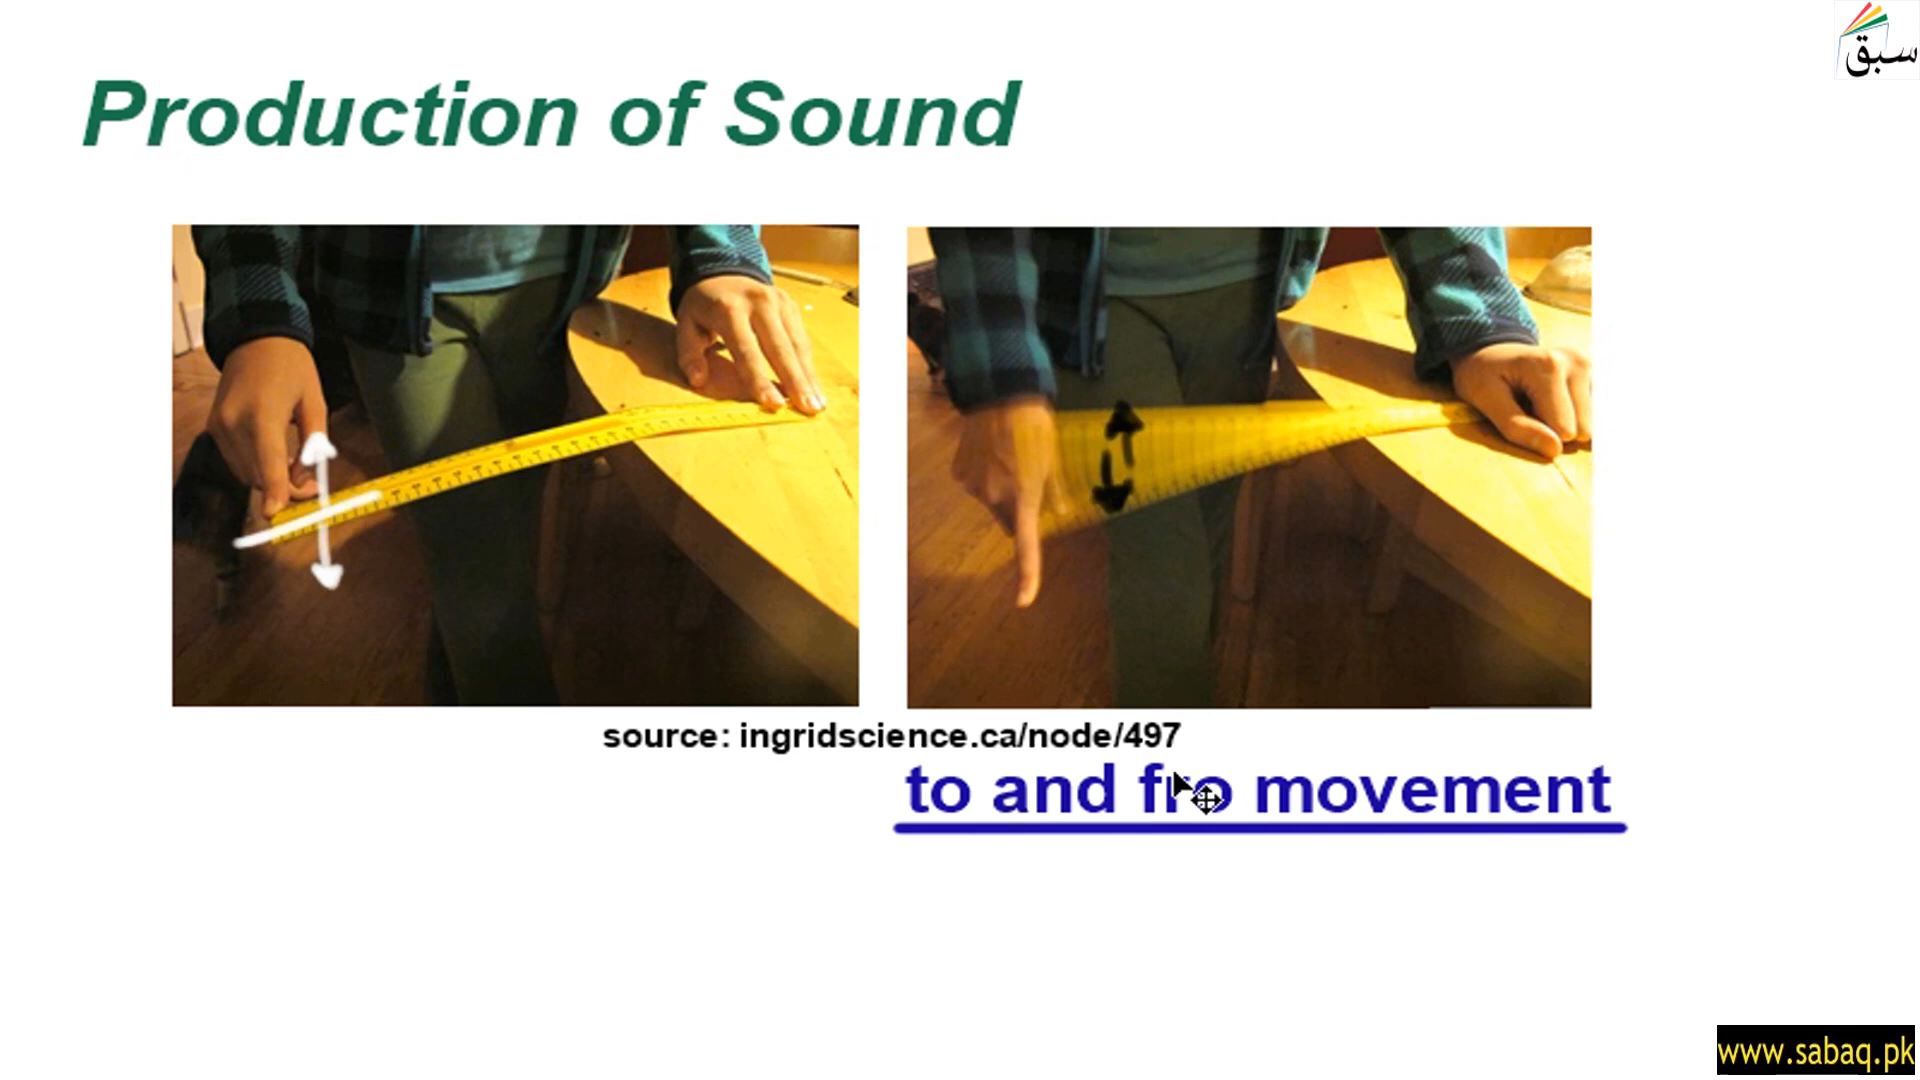 سبق
Production of Sound
source: ingridscience.ca/node/497
to and fro movement
www.sabaq.pk